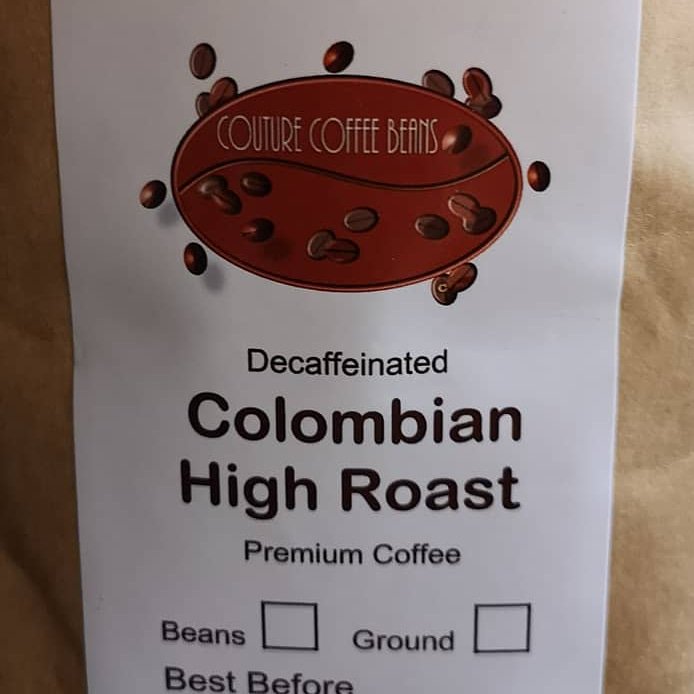 COUTURE COFFEE BEANS
Decaffeinated
Colombian
High Roast
Premium Coffee
Beans Ground
Best Before